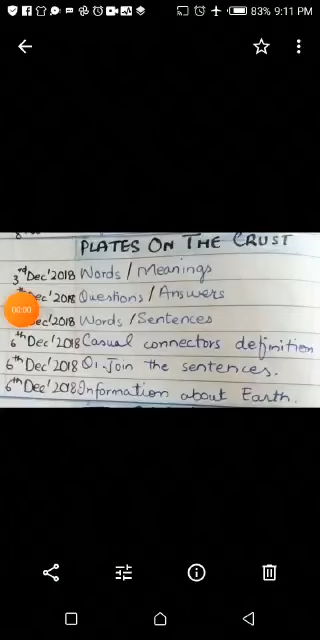 83% 9:11 PM
PLATES ON THE CRUST
3rd Dec'2018 Words / Meanings
Dec'2018 Questions / Answers
00:00
Dec'2018 Words / Sentences
6th Dec'2018 Casual connectors definition
6th Dec'2018 Q1. Join the sentences.
6th Dec'2018 Information about Earth.